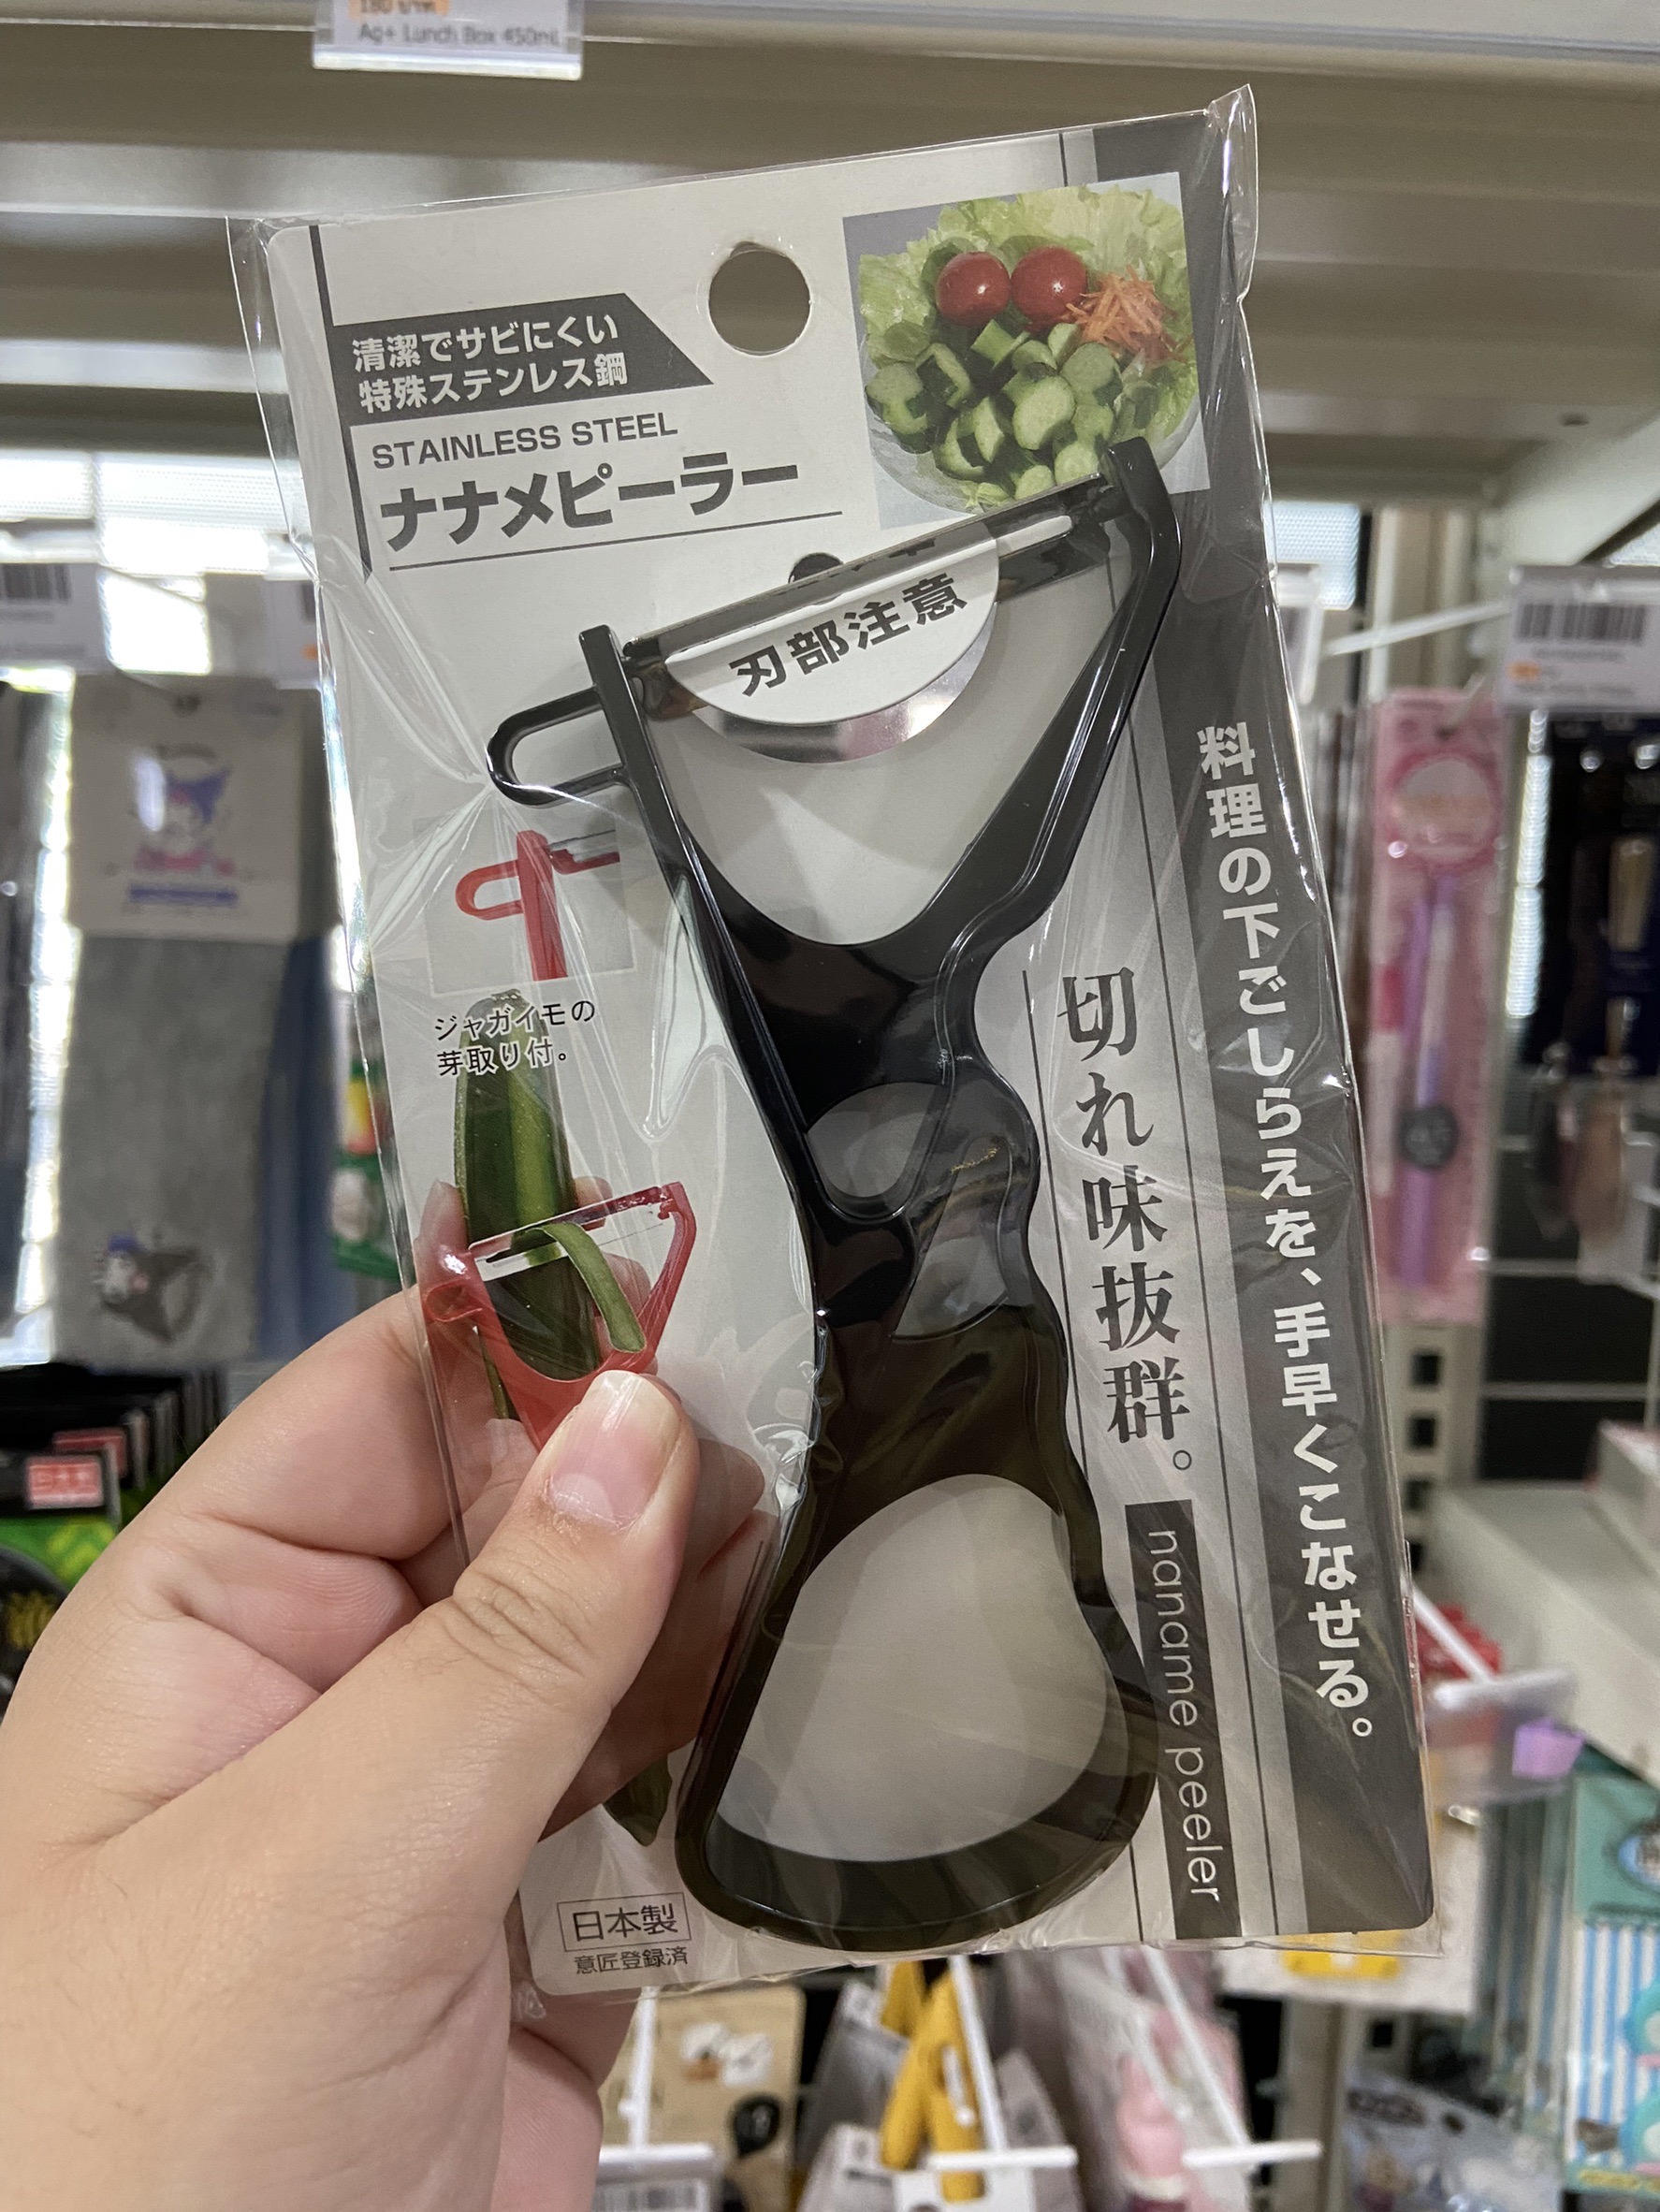 Ag+ Lunch Box 450mL
清潔でサビにくい
特殊ステンレス鋼
STAINLESS STEEL
ナナメピーラー
刃部注意
ジャガイモの
芽取り付。
料理の下ごしらえを、手早くこなせる。
切れ味抜群。
naname peeler
日本製
意匠登録済